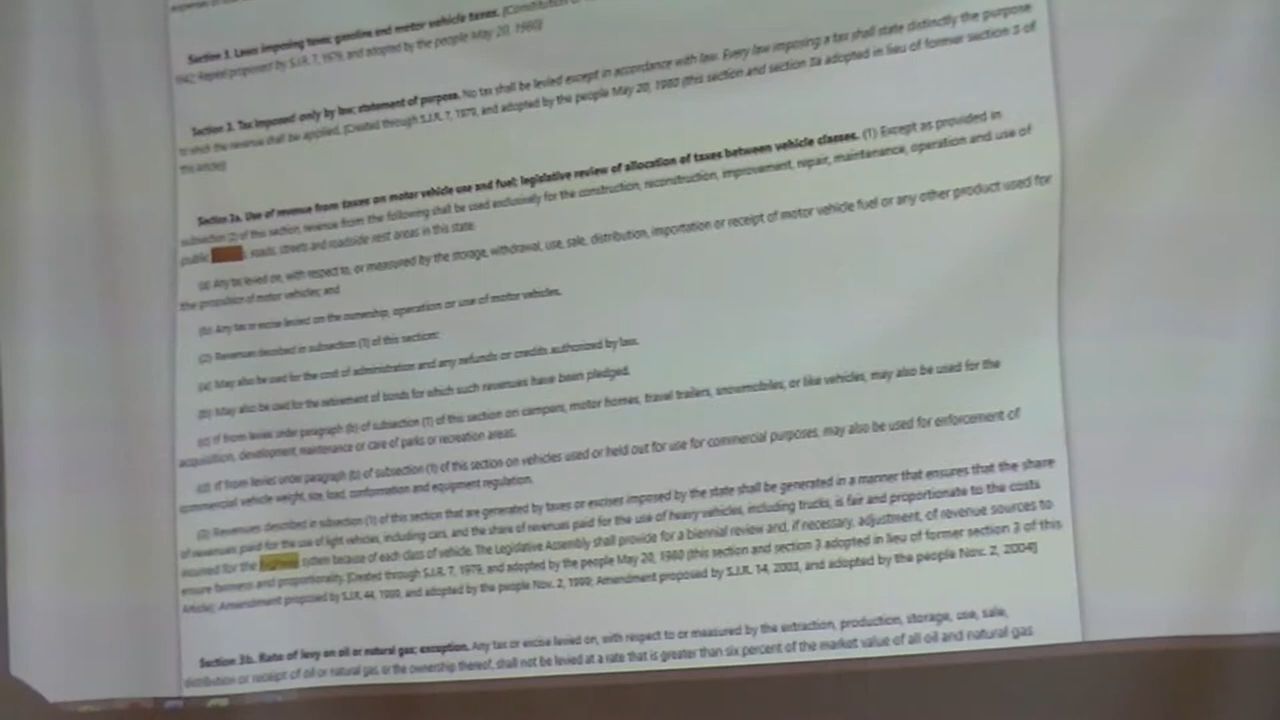 Section 3. Laws imposing taxes; gasoline and motor vehicle taxes. [Constitution of
1942; Repeal proposed by S.J.R. 7, 1979, and adopted by the people May 20, 1980]
Section 3. Tax imposed only by law; statement of purpose. No tax shall be levied except in accordance with law. Every law imposing a tax shall state distinctly the purpose
to which the revenue shall be applied. [Created through S.J.R. 7, 1979, and adopted by the people May 20, 1980 (this section and section 3a adopted in lieu of former section 3 of
this Article)]
Section 3a. Use of revenue from taxes on motor vehicle use and fuel; legislative review of allocation of taxes between vehicle classes. (1) Except as provided in
subsection (2) of this section, revenue from the following shall be used exclusively for the construction, reconstruction, improvement, repair, maintenance, operation and use of
public roads, streets and roadside rest areas in this state:
(a) Any tax levied on, with respect to, or measured by the storage, withdrawal, use, sale, distribution, importation or receipt of motor vehicle fuel or any other product used for
the propulsion of motor vehicles; and
(b) Any tax or excise levied on the ownership, operation or use of motor vehicles.
(2) Revenues described in subsection (1) of this section:
(a) May also be used for the cost of administration and any refunds or credits authorized by law.
(b) May also be used for the retirement of bonds for which such revenues have been pledged.
(c) If from levies under paragraph (b) of subsection (1) of this section on campers, motor homes, travel trailers, snowmobiles, or like vehicles, may also be used for the
acquisition, development, maintenance or care of parks or recreation areas.
(d) If from levies under paragraph (b) of subsection (1) of this section on vehicles used or held out for use for commercial purposes, may also be used for enforcement of
commercial vehicle weight, size, load, conformation and equipment regulation.
(3) Revenues described in subsection (1) of this section that are generated by taxes or excises imposed by the state shall be generated in a manner that ensures that the share
of revenues paid for the use of light vehicles, including cars, and the share of revenues paid for the use of heavy vehicles, including trucks, is fair and proportionate to the costs
incurred for the highway system because of each class of vehicle. The Legislative Assembly shall provide for a biennial review and, if necessary, adjustment, of revenue sources to
ensure fairness and proportionality. [Created through S.J.R. 7, 1979, and adopted by the people May 20, 1980 (this section and section 3 adopted in lieu of former section 3 of this
Article); Amendment proposed by S.J.R. 44, 1999, and adopted by the people Nov. 2, 1999; Amendment proposed by S.J.R. 14, 2003, and adopted by the people Nov. 2, 2004]
Section 3b. Rate of levy on oil or natural gas; exception. Any tax or excise levied on, with respect to or measured by the extraction, production, storage, use, sale,
distribution or receipt of oil or natural gas, or the ownership thereof, shall not be levied at a rate that is greater than six percent of the market value of all oil and natural gas